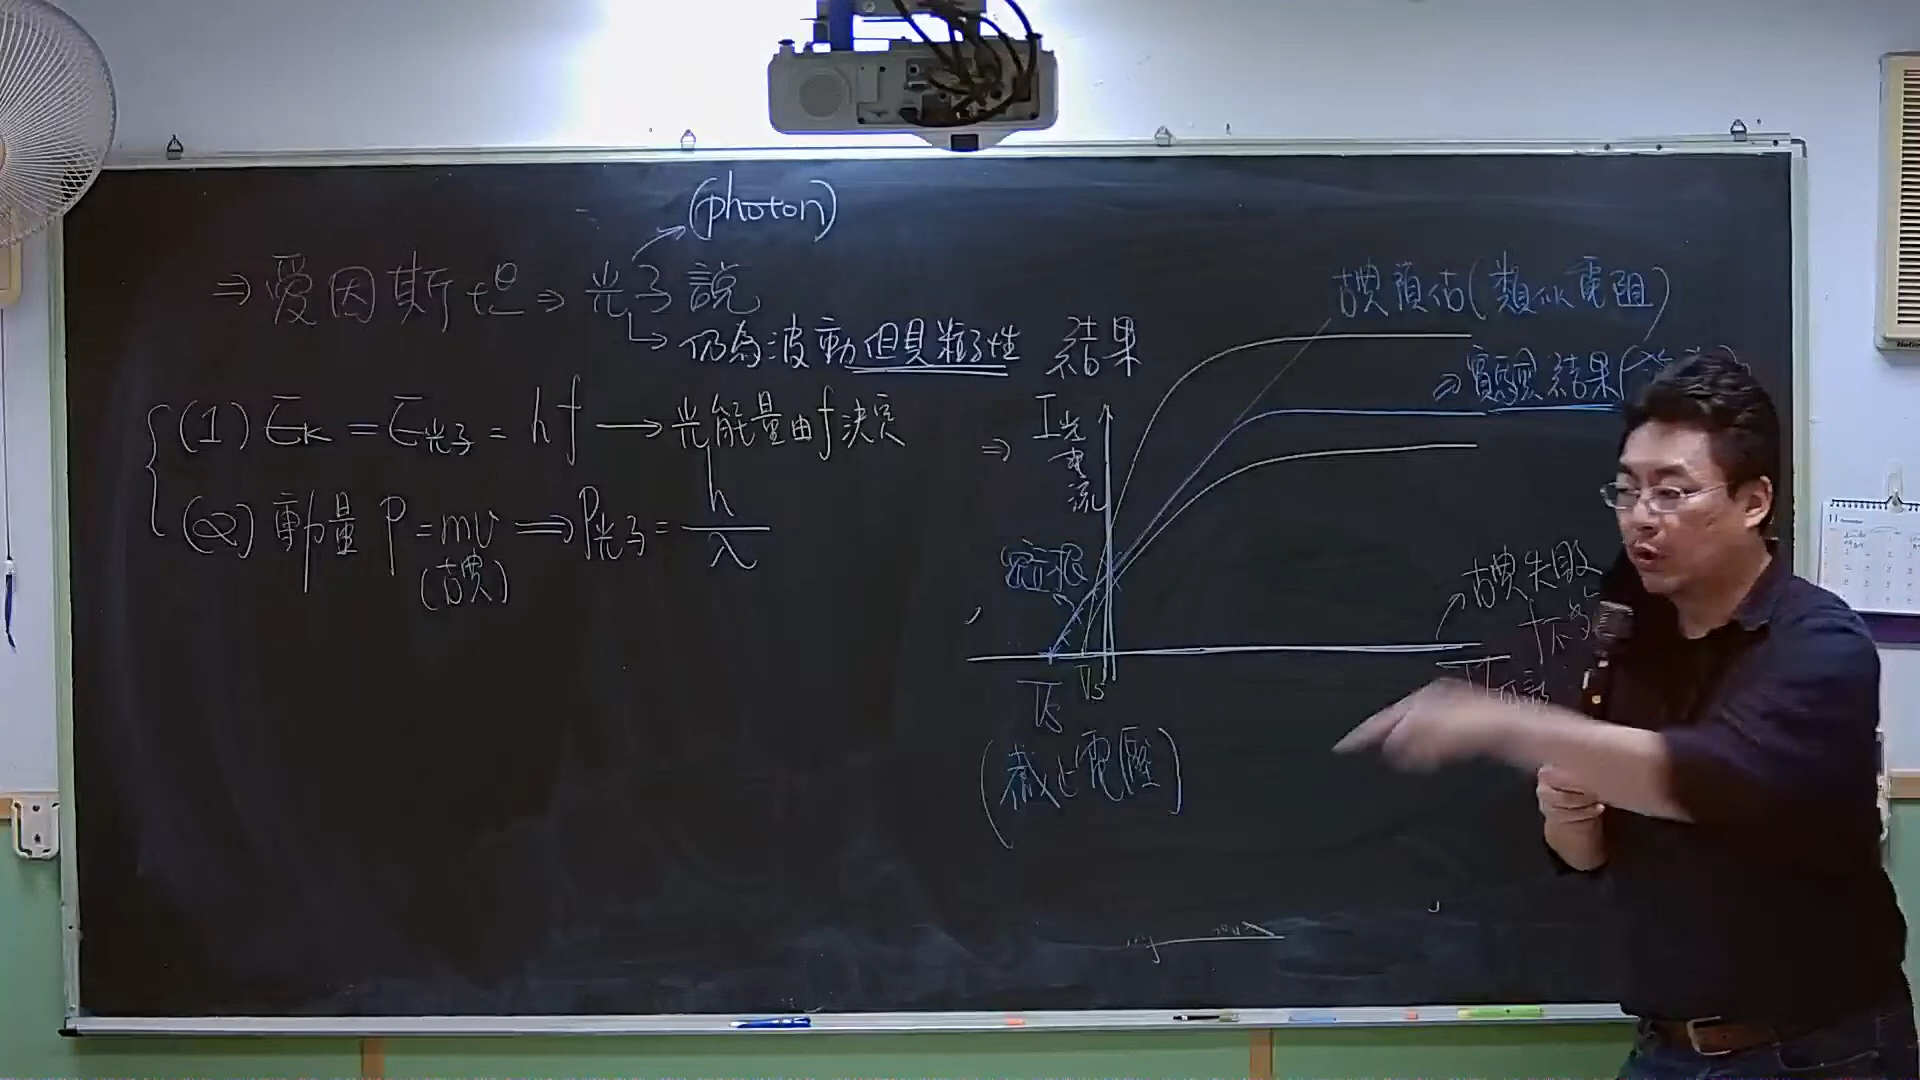 (photon)
⇒ 愛因斯坦 ⇒ 光子說
↳ 仍為波動但具粒子性
{ (1) Eₖ = E光子 = hf → 光能量由f決定
(2) 動量 P = mv ⇒ P光子 = h/λ
(古典)
結果
⇒ I光電流
古典預估(類似電阻)
⇒ 實驗結果(
古典失敗
f不
Vs
Vs
(截止電壓)